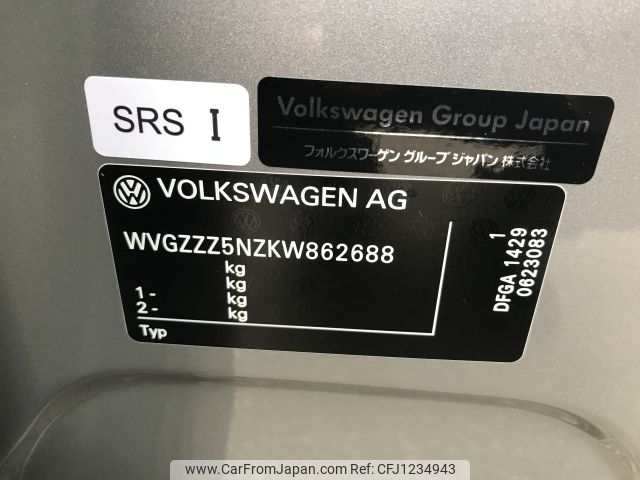 SRS I
Volkswagen Group Japan
フォルクスワーゲン グループ ジャパン 株式会社
VOLKSWAGEN AG
WVGZZZ5NZKW862688
kg
kg
1- kg
2- kg
Typ
1
DFGA 1429
0623083
www.CarFromJapan.com | CFJ1234943